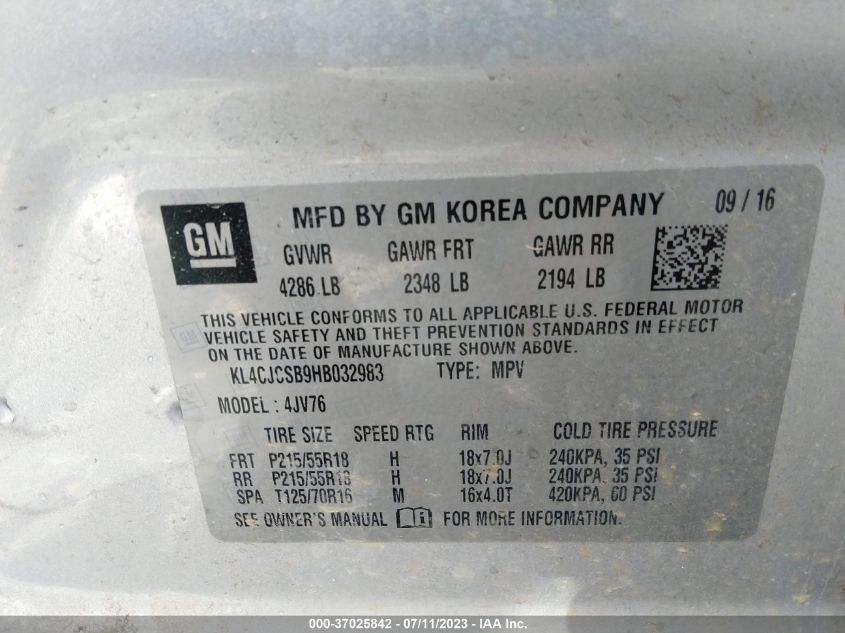 GM MFD BY GM KOREA COMPANY 09 / 16
GVWR GAWR FRT GAWR RR
4286 LB 2348 LB 2194 LB
THIS VEHICLE CONFORMS TO ALL APPLICABLE U.S. FEDERAL MOTOR
VEHICLE SAFETY AND THEFT PREVENTION STANDARDS IN EFFECT
ON THE DATE OF MANUFACTURE SHOWN ABOVE.
KL4CJCSB9HB032983 TYPE: MPV
MODEL : 4JV76
TIRE SIZE SPEED RTG RIM COLD TIRE PRESSURE
FRT P215/55R18 H 18x7.0J 240KPA, 35 PSI
RR P215/55R18 H 18x7.0J 240KPA, 35 PSI
SPA T125/70R16 M 16x4.0T 420KPA, 60 PSI
SEE OWNER'S MANUAL FOR MORE INFORMATION.
000-37025842 - 07/11/2023 - IAA Inc.